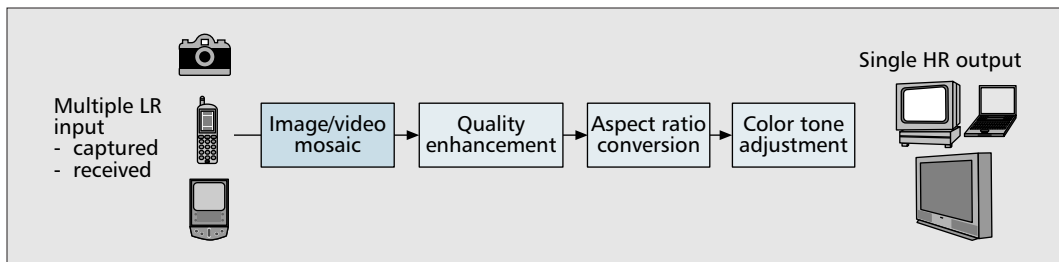 Multiple LR
input
- captured
- received
Image/video
mosaic
Quality
enhancement
Aspect ratio
conversion
Color tone
adjustment
Single HR output